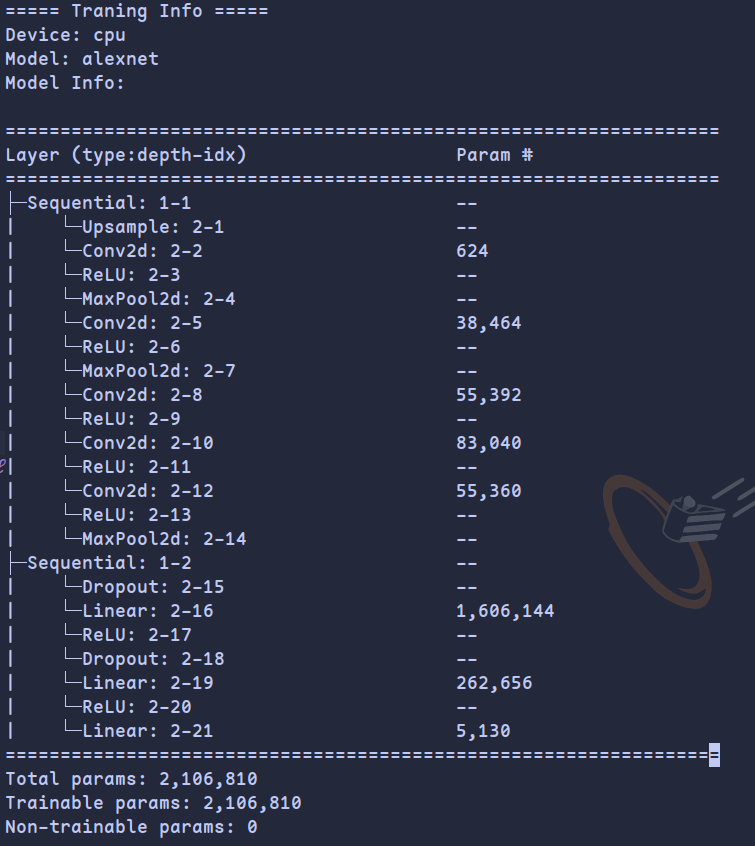 ===== Traning Info =====
Device: cpu
Model: alexnet
Model Info:
=================================================================
Layer (type:depth-idx)                   Param #
=================================================================
├─Sequential: 1-1                        --
|    └─Upsample: 2-1                     --
|    └─Conv2d: 2-2                       624
|    └─ReLU: 2-3                         --
|    └─MaxPool2d: 2-4                    --
|    └─Conv2d: 2-5                       38,464
|    └─ReLU: 2-6                         --
|    └─MaxPool2d: 2-7                    --
|    └─Conv2d: 2-8                       55,392
|    └─ReLU: 2-9                         --
|    └─Conv2d: 2-10                      83,040
|    └─ReLU: 2-11                        --
|    └─Conv2d: 2-12                      55,360
|    └─ReLU: 2-13                        --
|    └─MaxPool2d: 2-14                   --
├─Sequential: 1-2                        --
|    └─Dropout: 2-15                     --
|    └─Linear: 2-16                      1,606,144
|    └─ReLU: 2-17                        --
|    └─Dropout: 2-18                     --
|    └─Linear: 2-19                      262,656
|    └─ReLU: 2-20                        --
|    └─Linear: 2-21                      5,130
=================================================================
Total params: 2,106,810
Trainable params: 2,106,810
Non-trainable params: 0